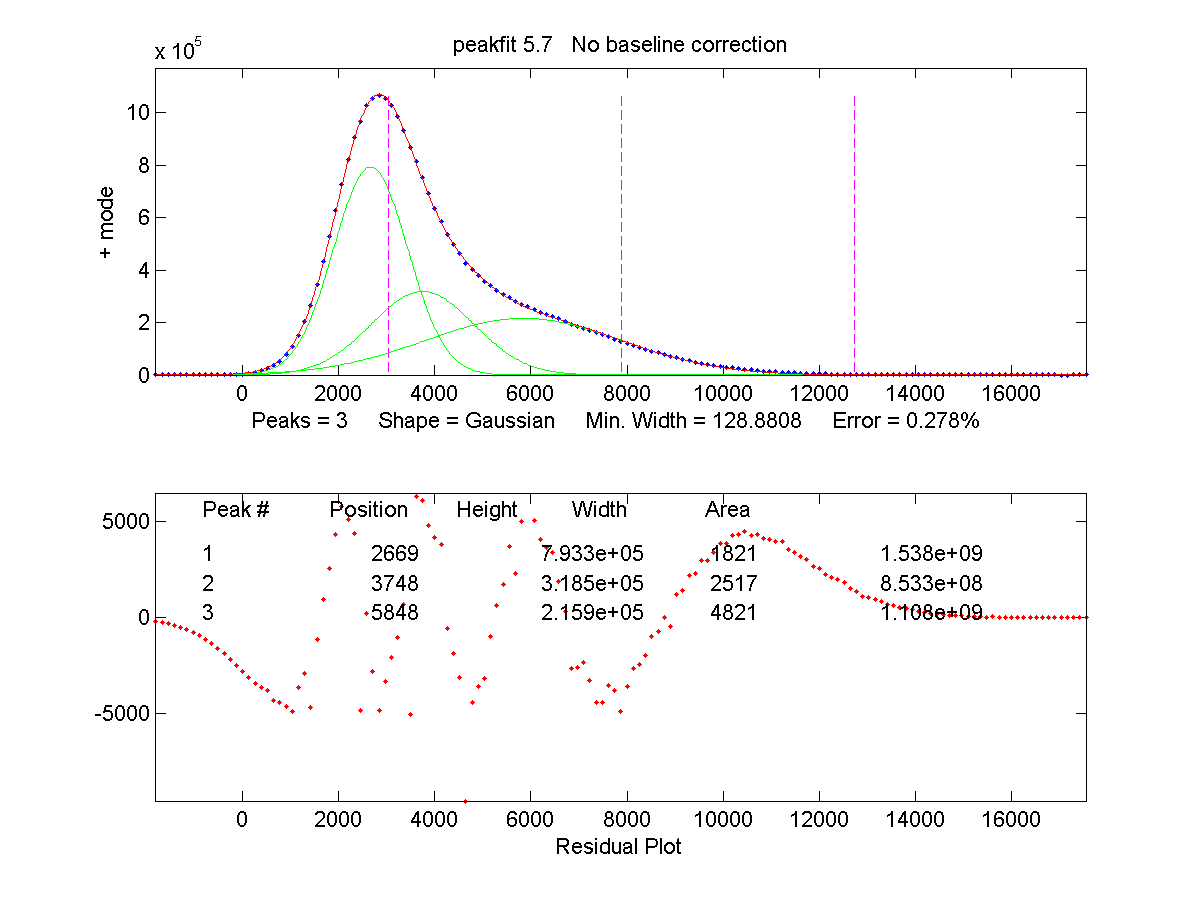 peakfit 5.7 No baseline correction
x 10^5
10
8
6
4
2
0
+ mode
0 2000 4000 6000 8000 10000 12000 14000 16000
Peaks = 3 Shape = Gaussian Min. Width = 128.8808 Error = 0.278%
Peak # Position Height Width Area
5000
1 2669 7.933e+05 1821 1.538e+09
2 3748 3.185e+05 2517 8.533e+08
0
3 5848 2.159e+05 4821 1.108e+09
-5000
0 2000 4000 6000 8000 10000 12000 14000 16000
Residual Plot